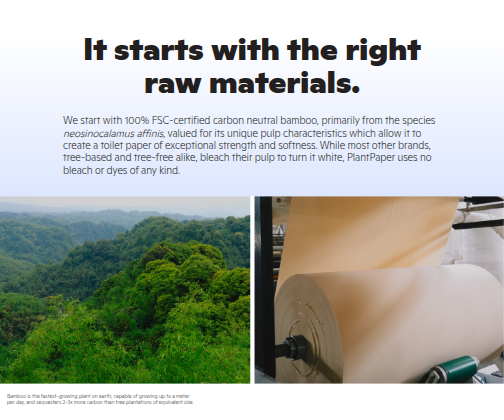 It starts with the right
raw materials.
We start with 100% FSC-certified carbon neutral bamboo, primarily from the species
neosinocalamus affinis, valued for its unique pulp characteristics which allow it to
create a toilet paper of exceptional strength and softness. While most other brands,
tree-based and tree-free alike, bleach their pulp to turn it white, PlantPaper uses no
bleach or dyes of any kind.
Bamboo is the fastest-growing plant on earth, capable of growing up to a meter
per day, and sequesters 2-3x more carbon than tree plantations of equivalent size.